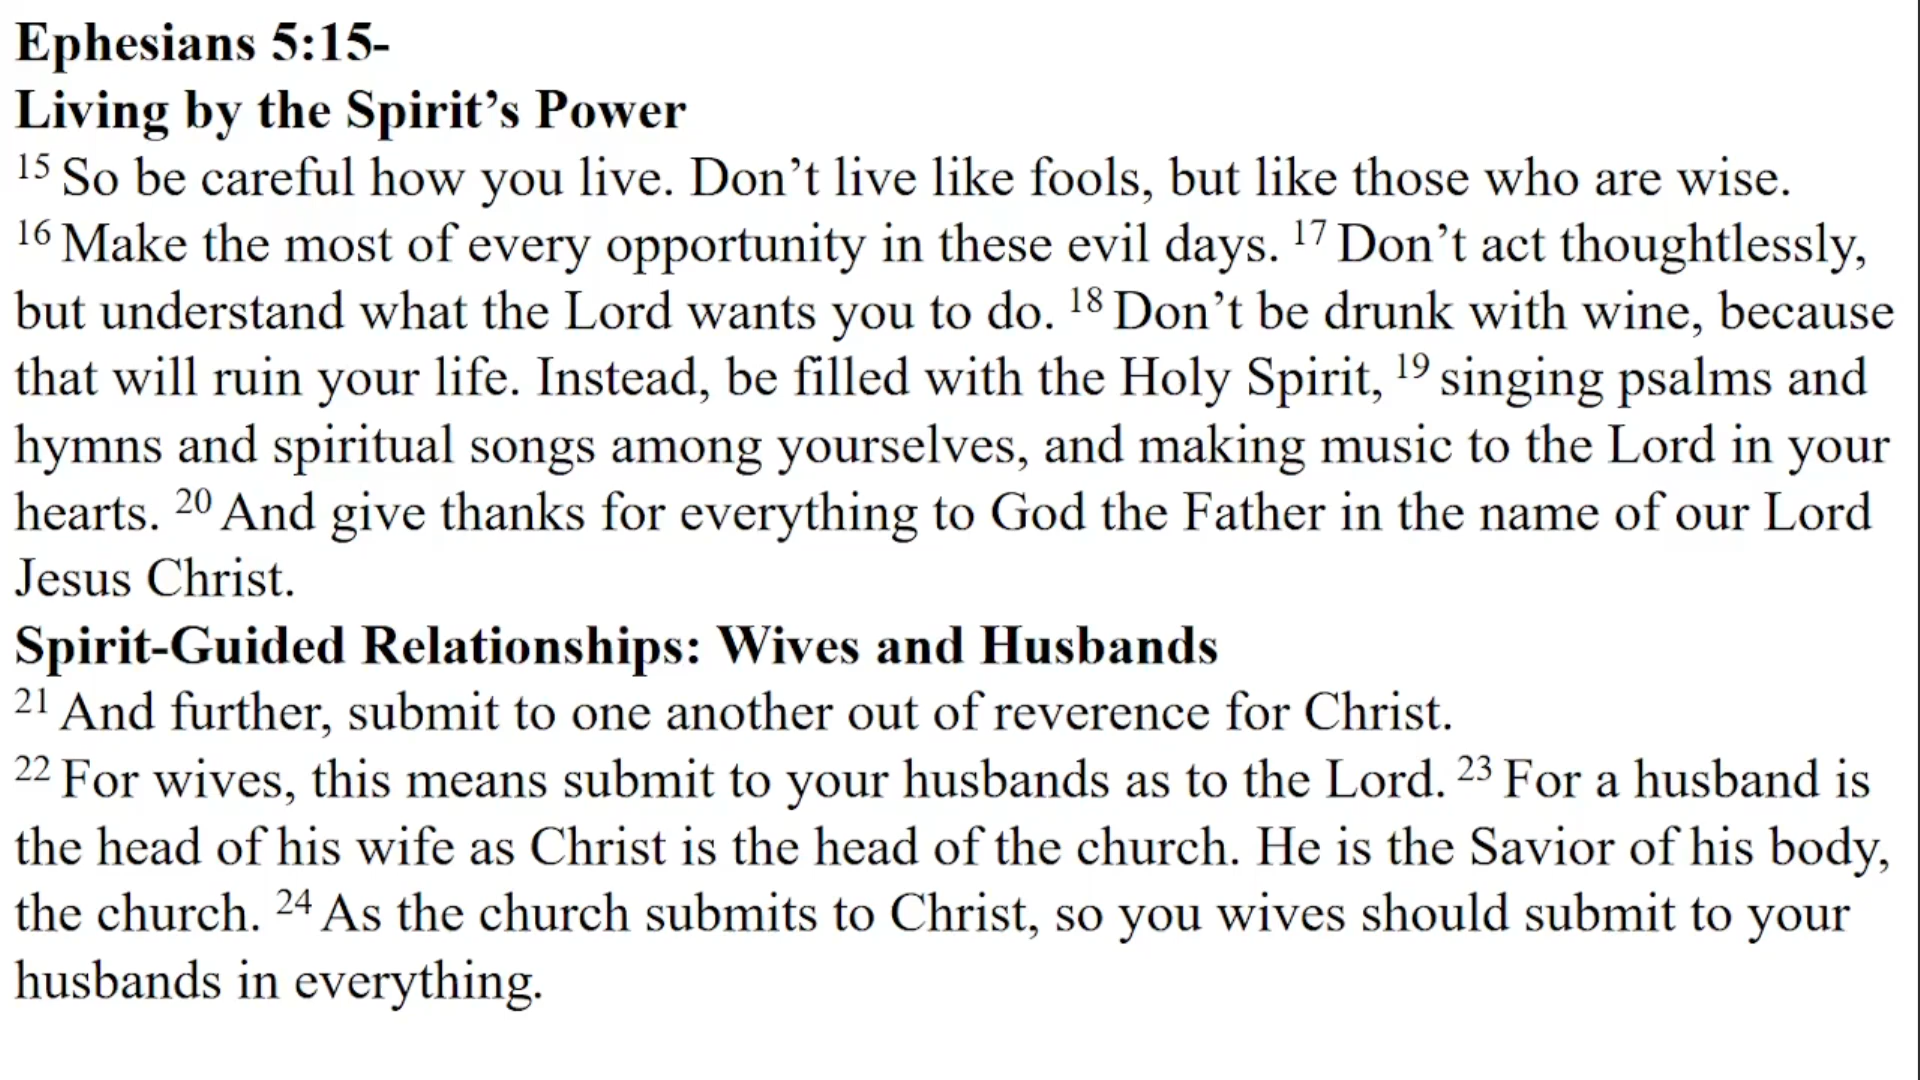 Ephesians 5:15-
Living by the Spirit’s Power
15 So be careful how you live. Don’t live like fools, but like those who are wise.
16 Make the most of every opportunity in these evil days. 17 Don’t act thoughtlessly,
but understand what the Lord wants you to do. 18 Don’t be drunk with wine, because
that will ruin your life. Instead, be filled with the Holy Spirit, 19 singing psalms and
hymns and spiritual songs among yourselves, and making music to the Lord in your
hearts. 20 And give thanks for everything to God the Father in the name of our Lord
Jesus Christ.
Spirit-Guided Relationships: Wives and Husbands
21 And further, submit to one another out of reverence for Christ.
22 For wives, this means submit to your husbands as to the Lord. 23 For a husband is
the head of his wife as Christ is the head of the church. He is the Savior of his body,
the church. 24 As the church submits to Christ, so you wives should submit to your
husbands in everything.